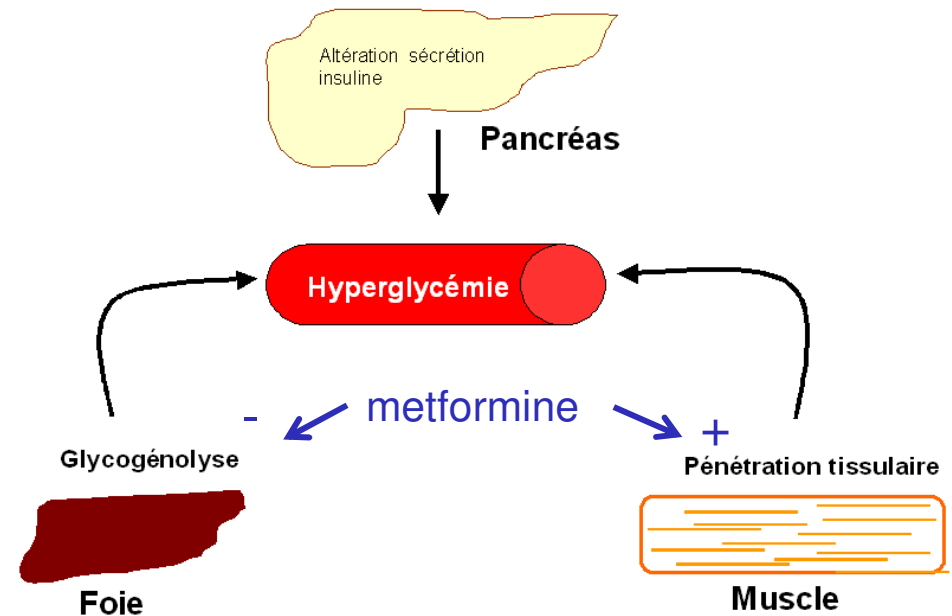 Altération sécrétion
insuline
Pancréas
Hyperglycémie
- metformine +
Glycogénolyse
Pénétration tissulaire
Foie
Muscle